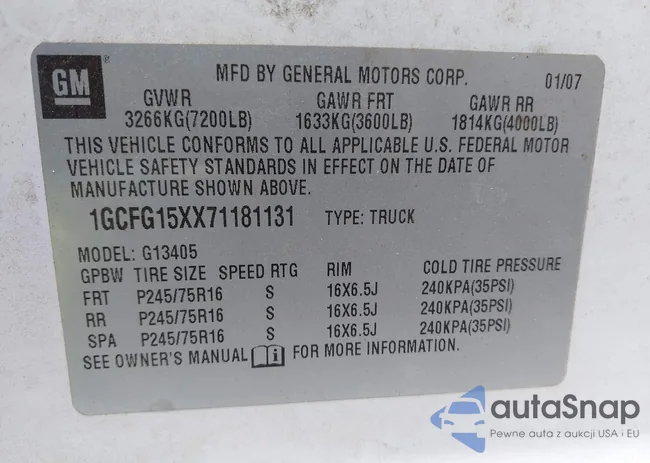 GM
MFD BY GENERAL MOTORS CORP. 01/07
GVWR GAWR FRT GAWR RR
3266KG(7200LB) 1633KG(3600LB) 1814KG(4000LB)
THIS VEHICLE CONFORMS TO ALL APPLICABLE U.S. FEDERAL MOTOR
VEHICLE SAFETY STANDARDS IN EFFECT ON THE DATE OF
MANUFACTURE SHOWN ABOVE.
1GCFG15XX71181131 TYPE: TRUCK
MODEL: G13405
GPBW TIRE SIZE SPEED RTG RIM COLD TIRE PRESSURE
FRT P245/75R16 S 16X6.5J 240KPA(35PSI)
RR P245/75R16 S 16X6.5J 240KPA(35PSI)
SPA P245/75R16 S 16X6.5J 240KPA(35PSI)
SEE OWNER'S MANUAL FOR MORE INFORMATION.
autaSnap
Pewne auta z aukcji USA i EU